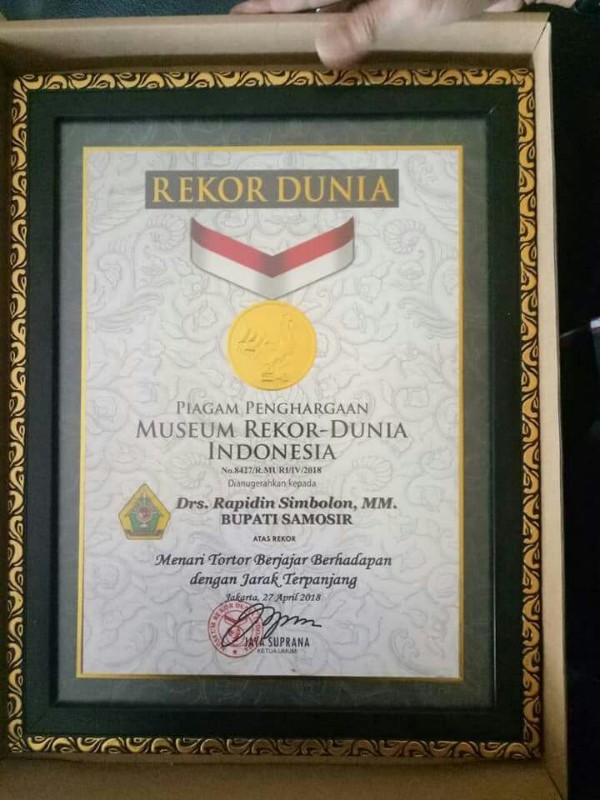 REKOR DUNIA
PIAGAM PENGHARGAAN
MUSEUM REKOR-DUNIA
INDONESIA
No.8427/R.MURI/IV/2018
Dianugerahkan kepada
Drs. Rapidin Simbolon, MM.
BUPATI SAMOSIR
ATAS REKOR
Menari Tortor Berjajar Berhadapan
dengan Jarak Terpanjang
Jakarta, 27 April 2018
JAYA SUPRANA
KETUA UMUM